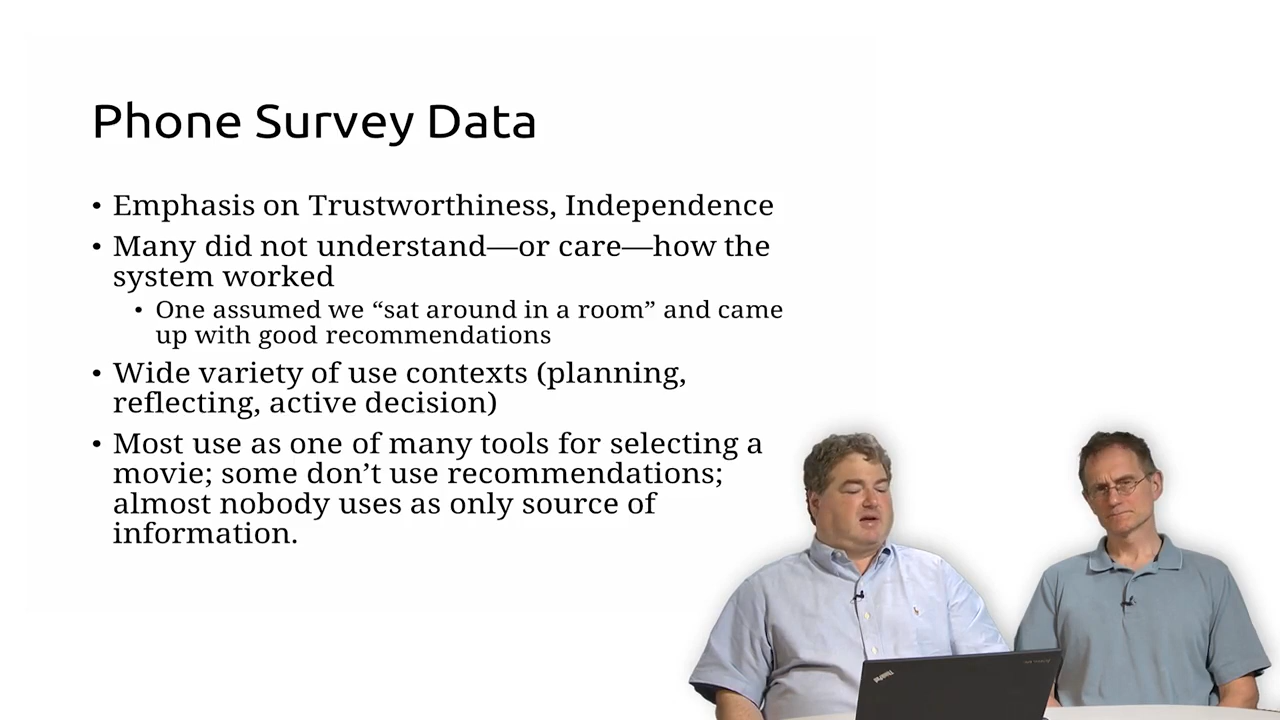 Phone Survey Data
• Emphasis on Trustworthiness, Independence
• Many did not understand—or care—how the
system worked
• One assumed we “sat around in a room” and came
up with good recommendations
• Wide variety of use contexts (planning,
reflecting, active decision)
• Most use as one of many tools for selecting a
movie; some don’t use recommendations;
almost nobody uses as only source of
information.
ThinkPad